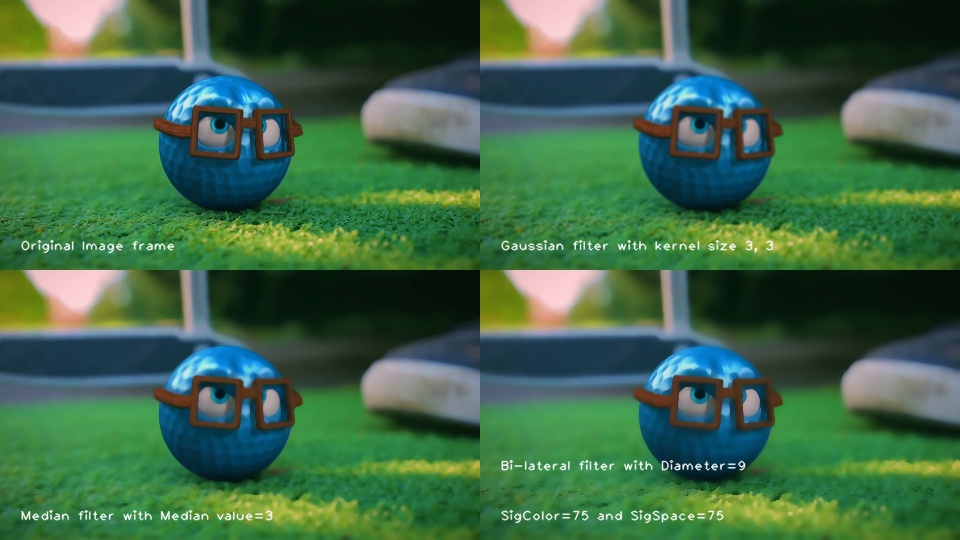 Original Image frame
Gaussian filter with kernel size 3, 3
Median filter with Median value=3
Bi-lateral filter with Diameter=9
SigColor=75 and SigSpace=75